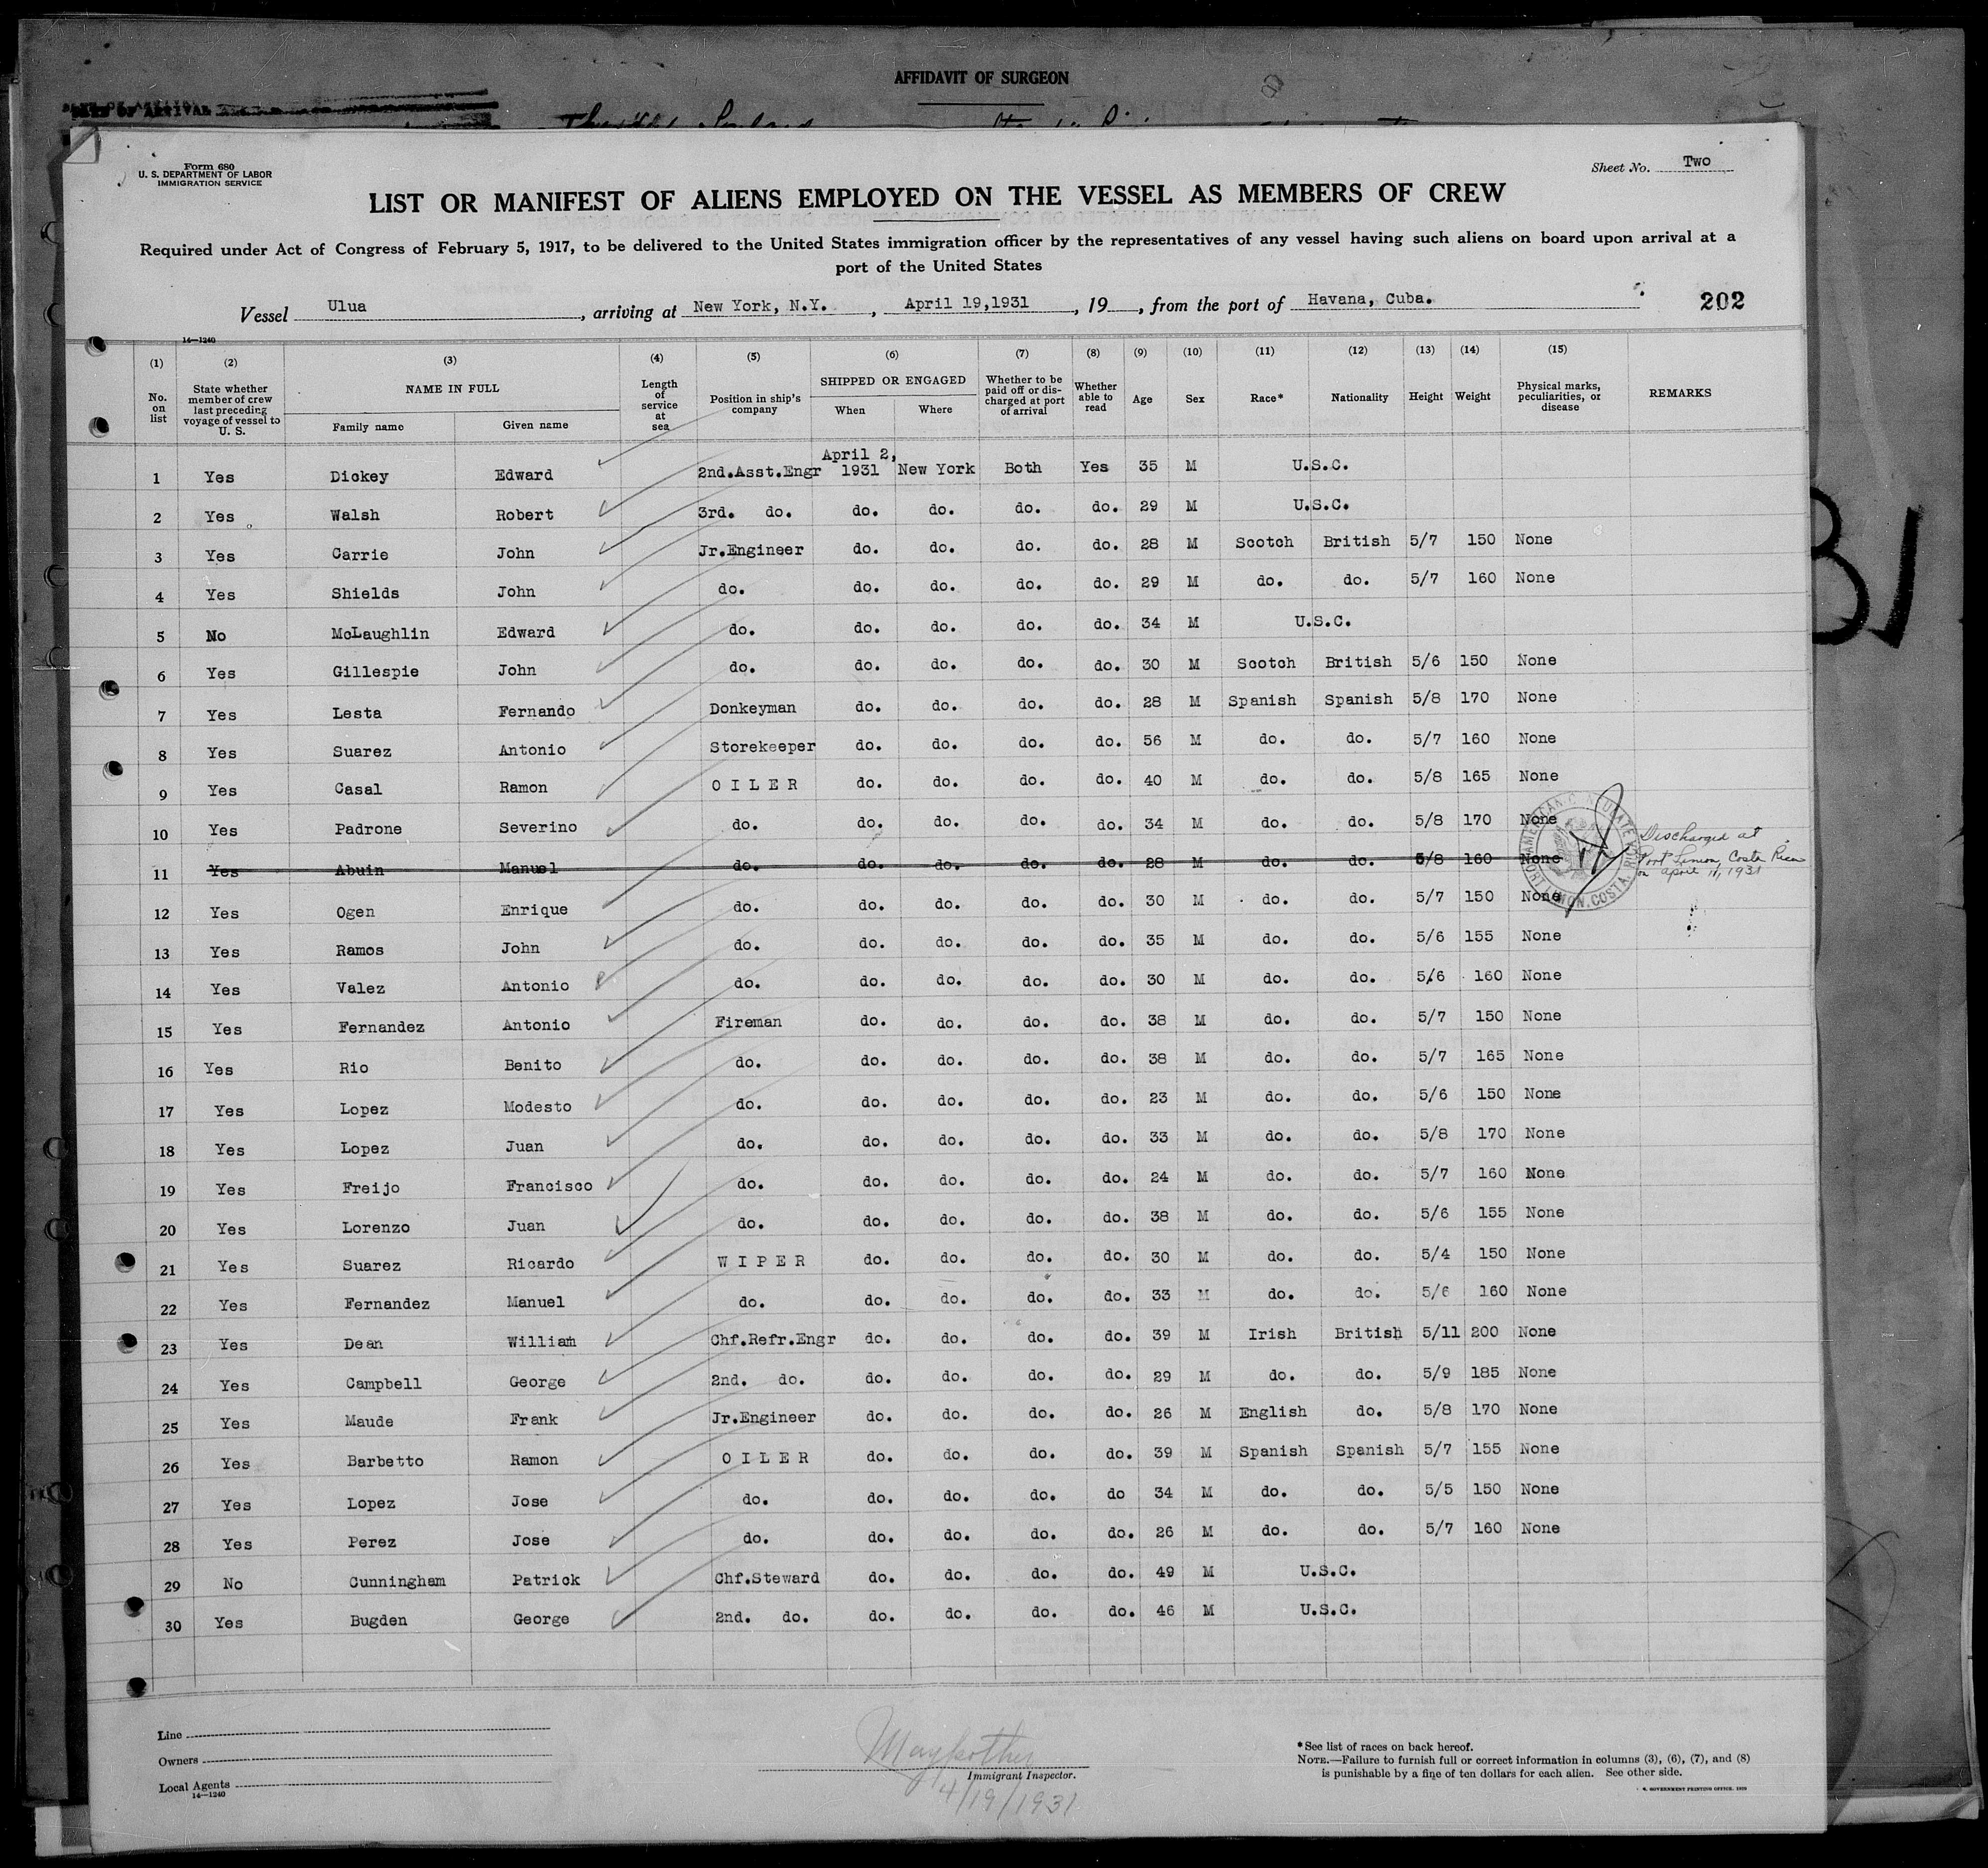 AFFIDAVIT OF SURGEON
DATE OF ARRIVAL
Form 680
U. S. DEPARTMENT OF LABOR
IMMIGRATION SERVICE
Sheet No. Two
LIST OR MANIFEST OF ALIENS EMPLOYED ON THE VESSEL AS MEMBERS OF CREW
Required under Act of Congress of February 5, 1917, to be delivered to the United States immigration officer by the representatives of any vessel having such aliens on board upon arrival at a
port of the United States
Vessel Ulua, arriving at New York, N.Y., April 19,1931, 19, from the port of Havana, Cuba.
202
14—1240
(1) (2) (3) (4) (5) (6) (7) (8) (9) (10) (11) (12) (13) (14) (15)
No. on list State whether member of crew last preceding voyage of vessel to U. S. NAME IN FULL Family name Given name Length of service at sea Position in ship's company SHIPPED OR ENGAGED When Where Whether to be paid off or discharged at port of arrival Whether able to read Age Sex Race* Nationality Height Weight Physical marks, peculiarities, or disease REMARKS
1 Yes Dickey Edward 2nd.Asst.Engr April 2, 1931 New York Both Yes 35 M U.S.C.
2 Yes Walsh Robert 3rd. do. do. do. do. do. 29 M U.S.C.
3 Yes Carrie John Jr.Engineer do. do. do. do. 28 M Scotch British 5/7 150 None
4 Yes Shields John do. do. do. do. do. 29 M do. do. 5/7 160 None
5 No McLaughlin Edward do. do. do. do. do. 34 M U.S.C.
6 Yes Gillespie John do. do. do. do. do. 30 M Scotch British 5/6 150 None
7 Yes Lesta Fernando Donkeyman do. do. do. do. 28 M Spanish Spanish 5/8 170 None
8 Yes Suarez Antonio Storekeeper do. do. do. do. 56 M do. do. 5/7 160 None
9 Yes Casal Ramon O I L E R do. do. do. do. 40 M do. do. 5/8 165 None
10 Yes Padrone Severino do. do. do. do. do. 34 M do. do. 5/8 170 None
11 Yes Abuin Manuel do. do. do. do. do. 28 M do. do. 5/8 160 None Discharged at
Port Limon, Costa Rica
on April 11, 1931
12 Yes Ogen Enrique do. do. do. do. do. 30 M do. do. 5/7 150 None
13 Yes Ramos John do. do. do. do. do. 35 M do. do. 5/6 155 None
14 Yes Valez Antonio do. do. do. do. do. 30 M do. do. 5/6 160 None
15 Yes Fernandez Antonio Fireman do. do. do. do. 38 M do. do. 5/7 150 None
16 Yes Rio Benito do. do. do. do. do. 38 M do. do. 5/7 165 None
17 Yes Lopez Modesto do. do. do. do. do. 23 M do. do. 5/6 150 None
18 Yes Lopez Juan do. do. do. do. do. 33 M do. do. 5/8 170 None
19 Yes Freijo Francisco do. do. do. do. do. 24 M do. do. 5/7 160 None
20 Yes Lorenzo Juan do. do. do. do. do. 38 M do. do. 5/6 155 None
21 Yes Suarez Ricardo W I P E R do. do. do. do. 30 M do. do. 5/4 150 None
22 Yes Fernandez Manuel do. do. do. do. do. 33 M do. do. 5/6 160 None
23 Yes Dean William Chf.Refr.Engr do. do. do. do. 39 M Irish British 5/11 200 None
24 Yes Campbell George 2nd. do. do. do. do. do. 29 M do. do. 5/9 185 None
25 Yes Maude Frank Jr.Engineer do. do. do. do. 26 M English do. 5/8 170 None
26 Yes Barbetto Ramon O I L E R do. do. do. do. 39 M Spanish Spanish 5/7 155 None
27 Yes Lopez Jose do. do. do. do. do 34 M do. do. 5/5 150 None
28 Yes Perez Jose do. do. do. do. do. 26 M do. do. 5/7 160 None
29 No Cunningham Patrick Chf.Steward do. do. do. do. 49 M U.S.C.
30 Yes Bugden George 2nd. do. do. do. do. do. 46 M U.S.C.
Line
Owners
Local Agents
14—1240
Immigrant Inspector.
4/19/1931
*See list of races on back hereof.
NOTE.—Failure to furnish full or correct information in columns (3), (6), (7), and (8)
is punishable by a fine of ten dollars for each alien. See other side.